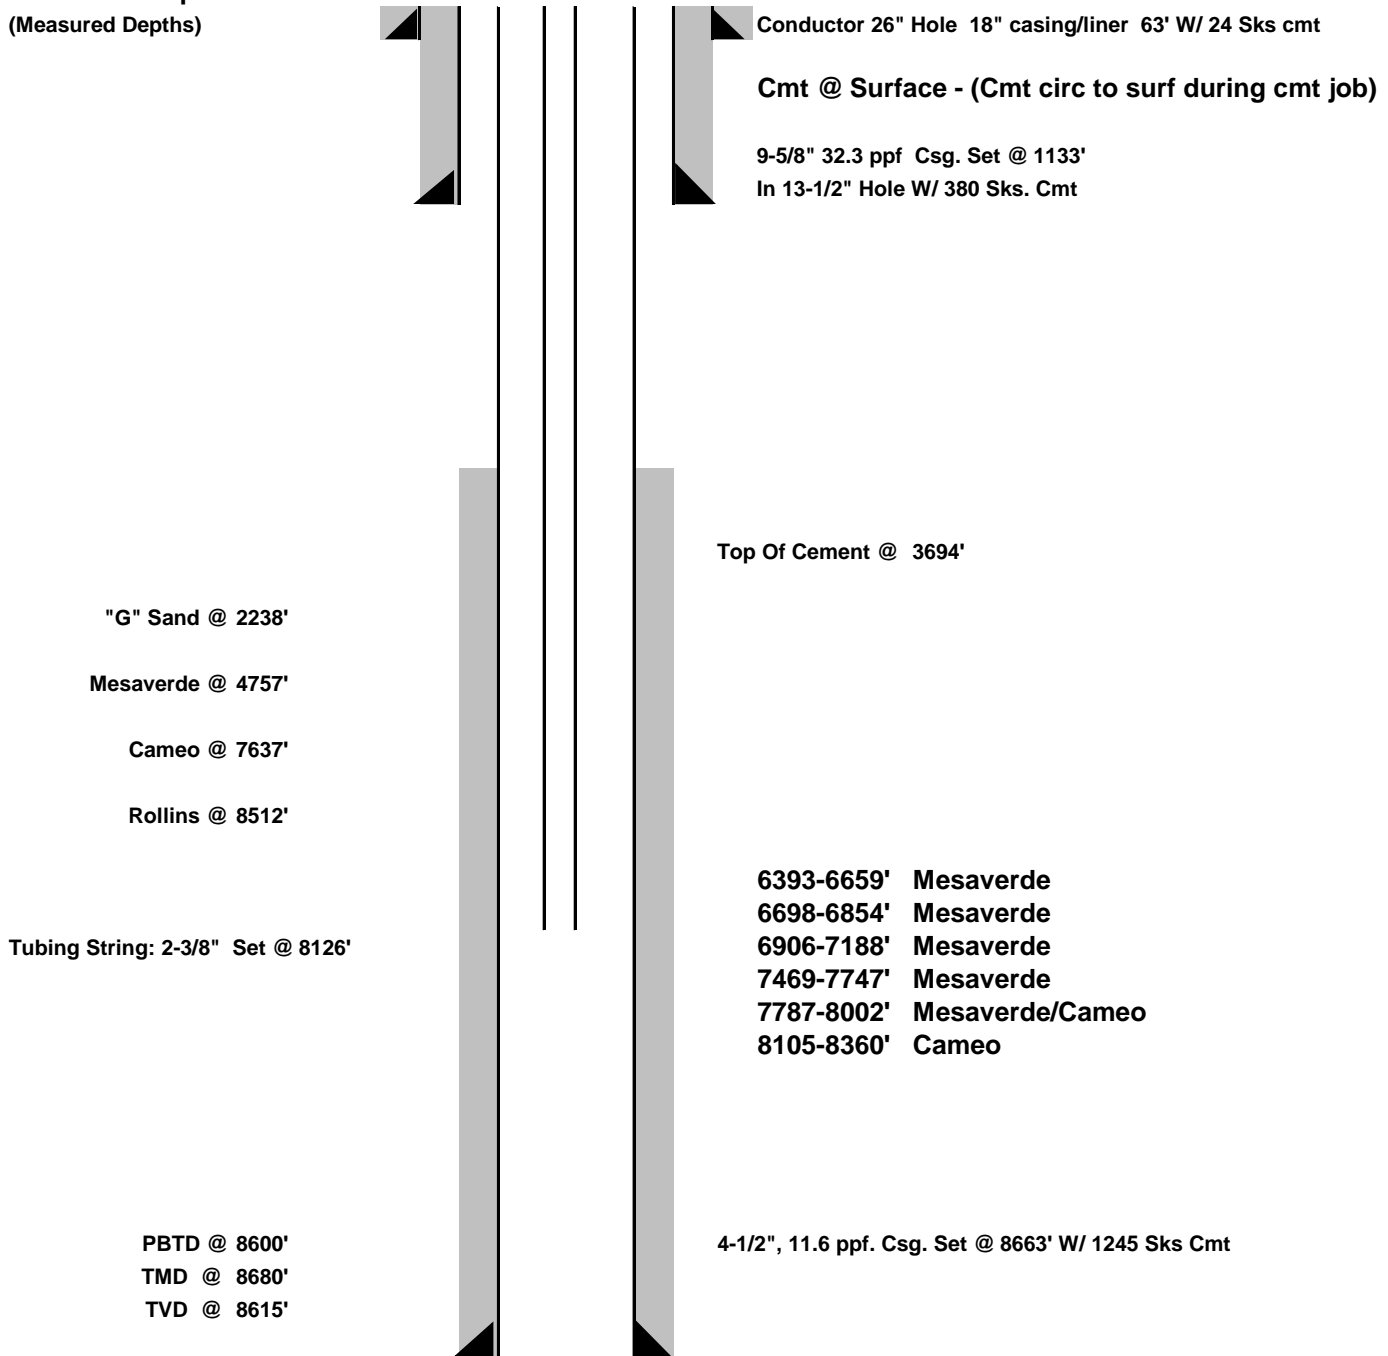 (Measured Depths)
Conductor 26" Hole 18" casing/liner 63' W/ 24 Sks cmt
Cmt @ Surface - (Cmt circ to surf during cmt job)
9-5/8" 32.3 ppf Csg. Set @ 1133'
In 13-1/2" Hole W/ 380 Sks. Cmt
Top Of Cement @ 3694'
"G" Sand @ 2238'
Mesaverde @ 4757'
Cameo @ 7637'
Rollins @ 8512'
6393-6659' Mesaverde
6698-6854' Mesaverde
6906-7188' Mesaverde
7469-7747' Mesaverde
7787-8002' Mesaverde/Cameo
8105-8360' Cameo
Tubing String: 2-3/8" Set @ 8126'
PBTD @ 8600'
TMD @ 8680'
TVD @ 8615'
4-1/2", 11.6 ppf. Csg. Set @ 8663' W/ 1245 Sks Cmt